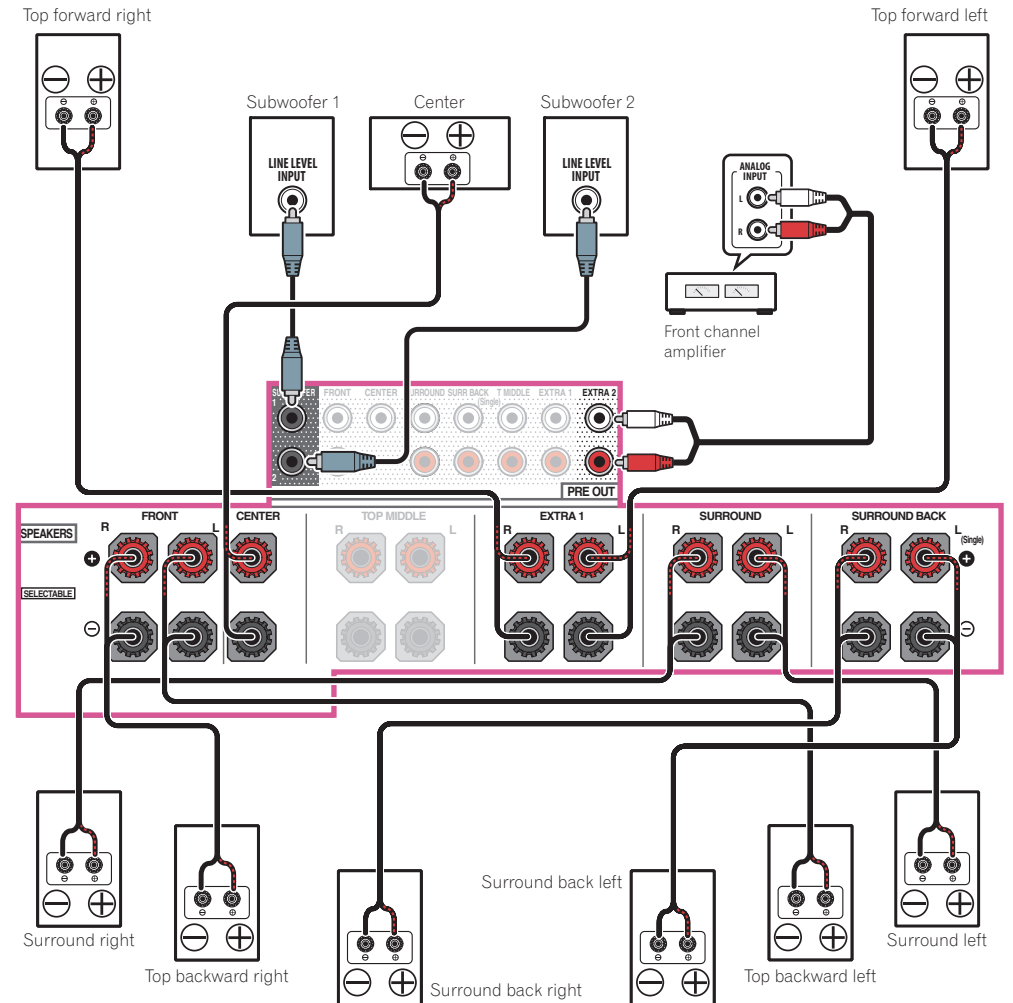 Top forward right
Top forward left
Subwoofer 1
Center
Subwoofer 2
LINE LEVEL
INPUT
LINE LEVEL
INPUT
ANALOG
INPUT
L
R
Front channel
amplifier
FRONT CENTER SURR BACK T MIDDLE EXTRA 1 EXTRA 2
(Single)
1
2
PRE OUT
SPEAKERS
FRONT
R L
CENTER
TOP MIDDLE
R L
EXTRA 1
R L
SURROUND
R L
SURROUND BACK
R L
(Single)
SELECTABLE
Surround right
Top backward right
Surround back left
Surround back right
Top backward left
Surround left